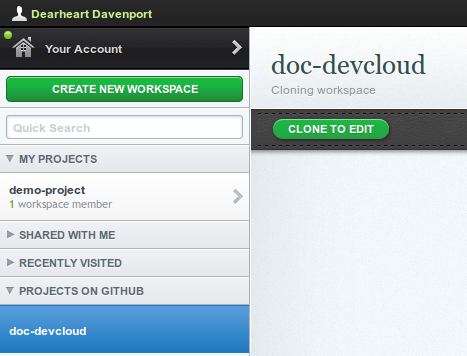 Dearheart Davenport
Your Account
CREATE NEW WORKSPACE
Quick Search
MY PROJECTS
demo-project
1 workspace member
SHARED WITH ME
RECENTLY VISITED
PROJECTS ON GITHUB
doc-devcloud
doc-devcloud
Cloning workspace
CLONE TO EDIT